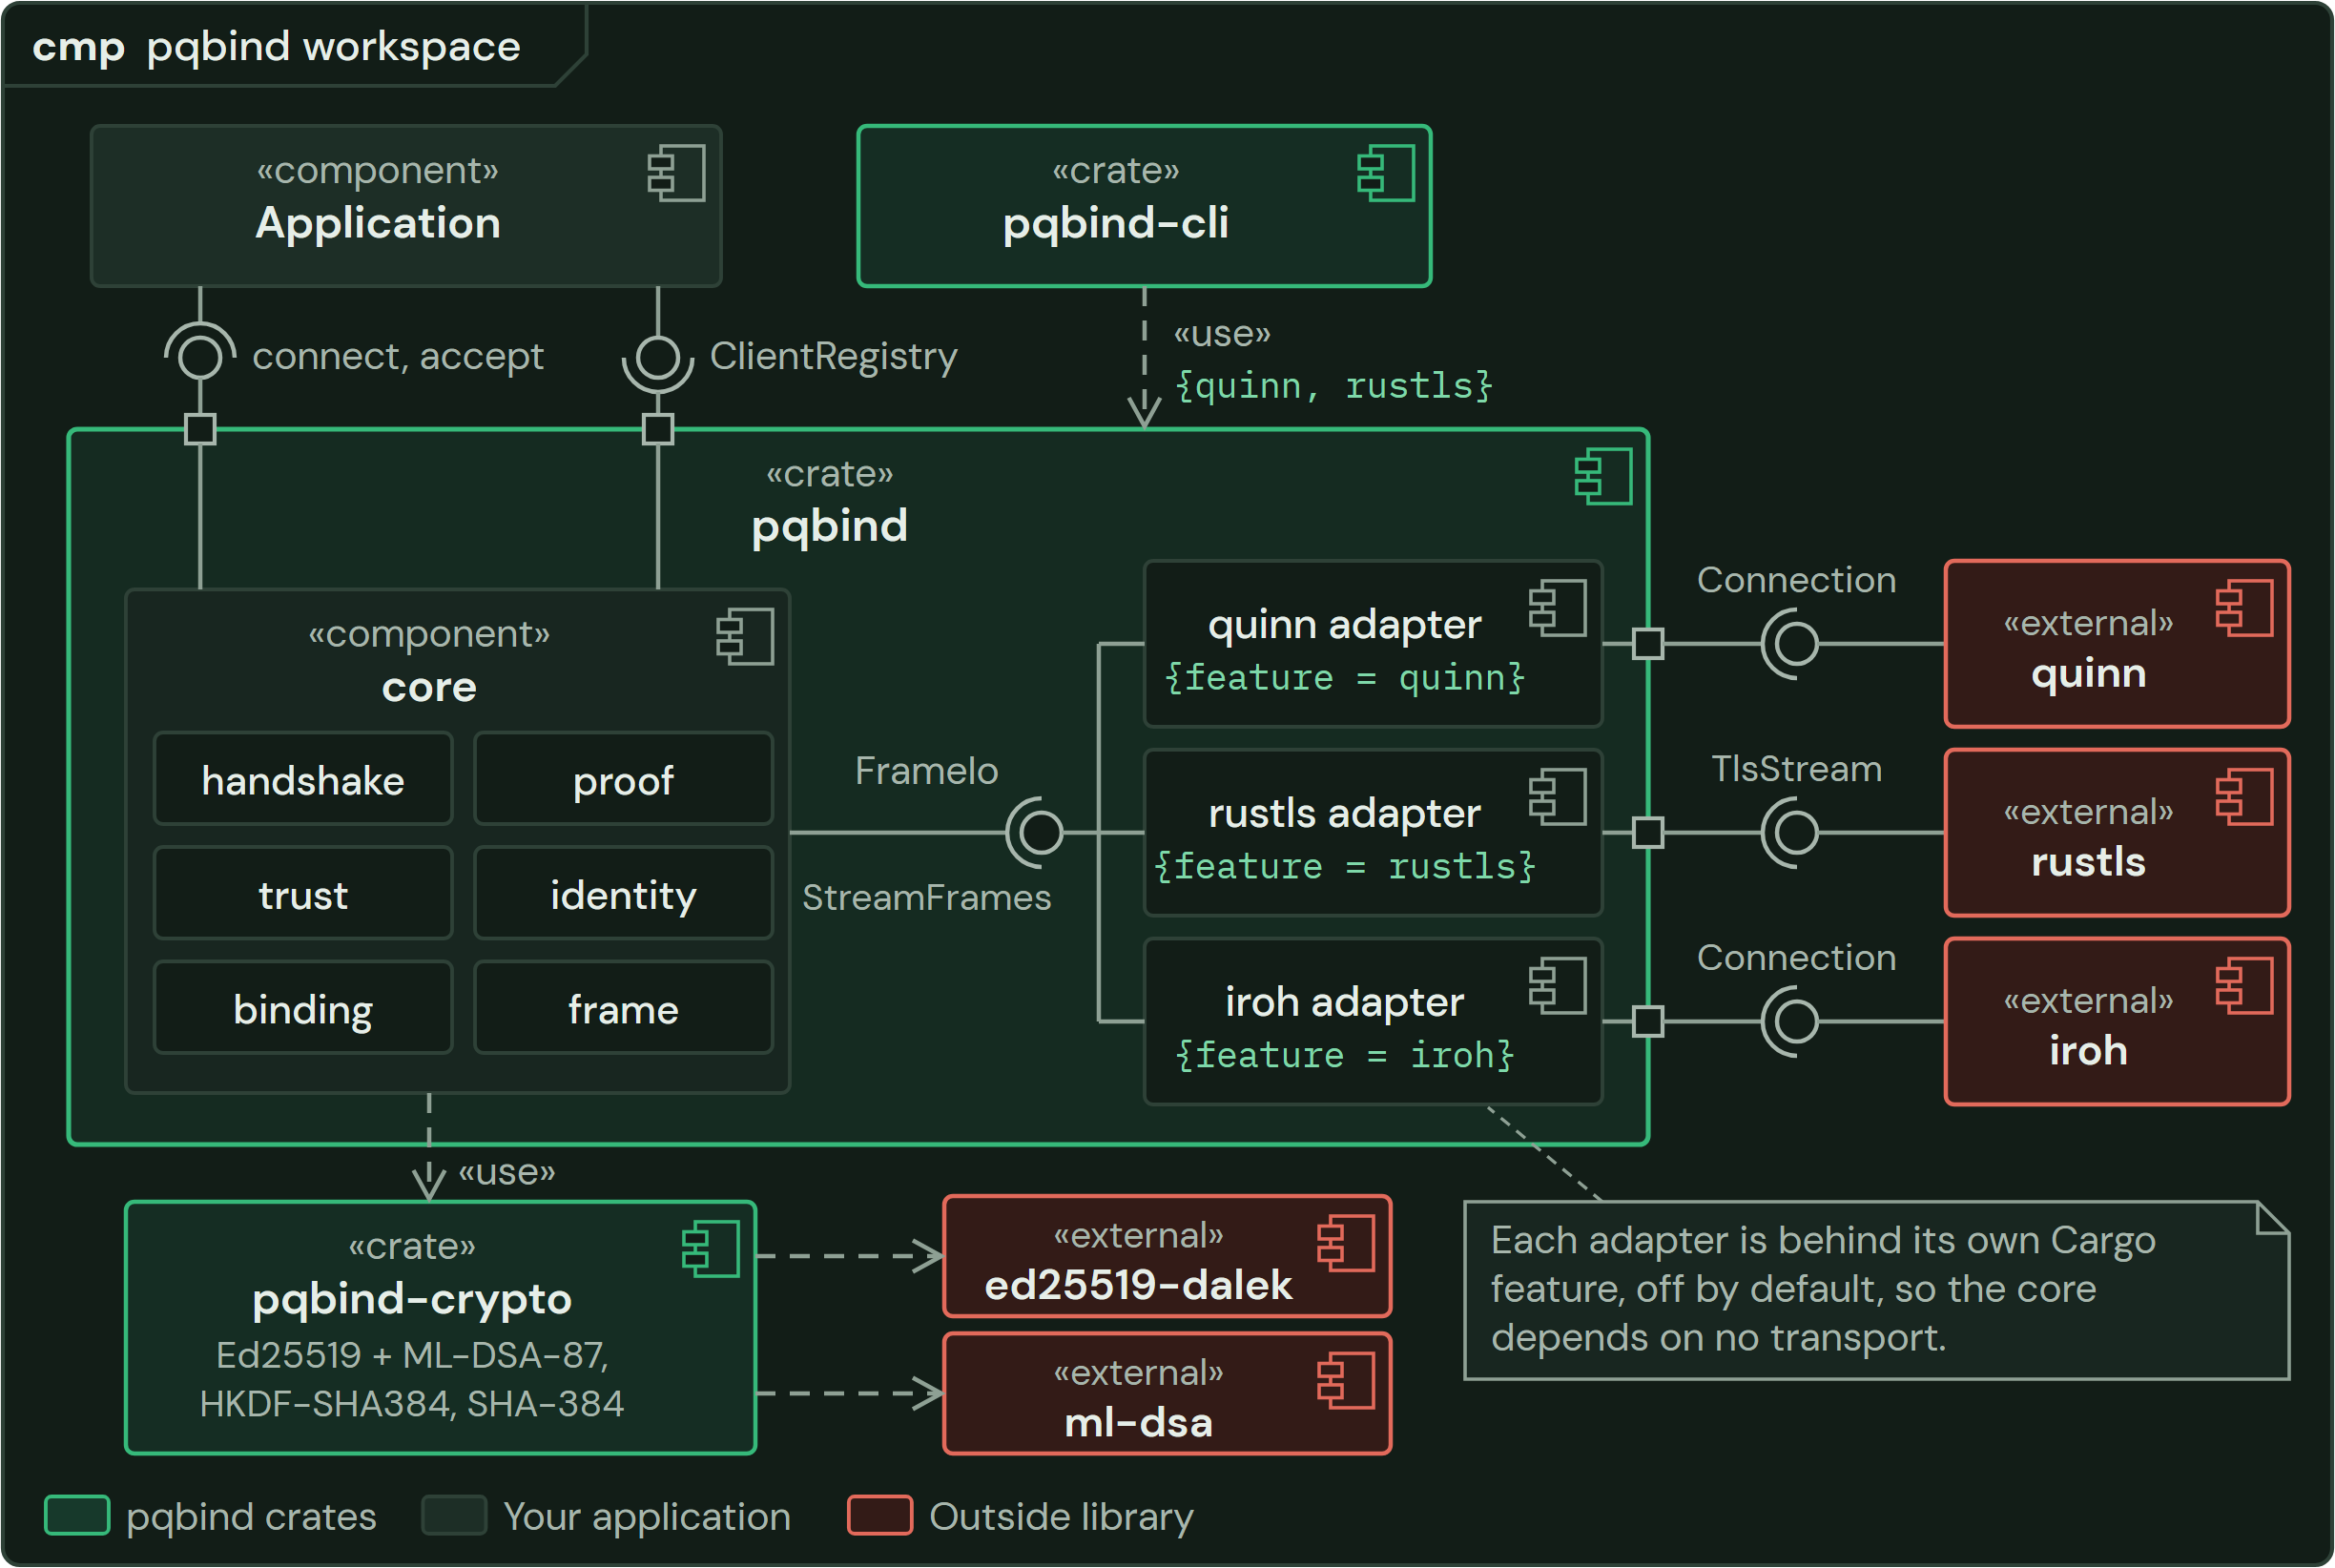 cmp pqbind workspace
«component»
Application
«crate»
pqbind-cli
connect, accept
ClientRegistry
«use»
{quinn, rustls}
«crate»
pqbind
«component»
core
handshake
proof
trust
identity
binding
frame
FrameIo
StreamFrames
quinn adapter
{feature = quinn}
rustls adapter
{feature = rustls}
iroh adapter
{feature = iroh}
Connection
«external»
quinn
TlsStream
«external»
rustls
Connection
«external»
iroh
«use»
«crate»
pqbind-crypto
Ed25519 + ML-DSA-87,
HKDF-SHA384, SHA-384
«external»
ed25519-dalek
«external»
ml-dsa
Each adapter is behind its own Cargo
feature, off by default, so the core
depends on no transport.
pqbind crates
Your application
Outside library